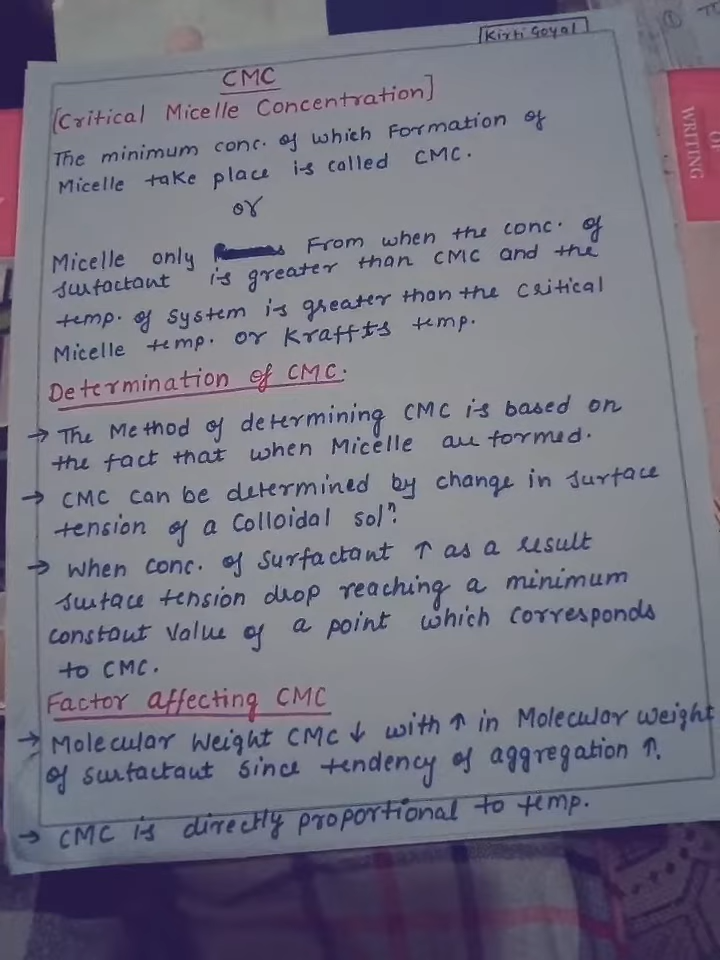 Kirti Goyal
CMC
[Critical Micelle Concentration]
The minimum conc. of which Formation of
Micelle take place is called CMC.
or
Micelle only From when the conc. of
surfactant is greater than CMC and the
temp. of system is greater than the critical
Micelle temp. or Kraffts temp.
Determination of CMC.
→ The Method of determining CMC is based on
the fact that when Micelle are formed.
→ CMC can be determined by change in surface
tension of a Colloidal solⁿ.
→ When conc. of Surfactant ↑ as a result
surface tension drop reaching a minimum
constant value of a point which corresponds
to CMC.
Factor affecting CMC
→ Molecular Weight CMC ↓ with ↑ in Molecular weight
of surfactant since tendency of aggregation ↑.
→ CMC is directly proportional to temp.
OF
WRITING